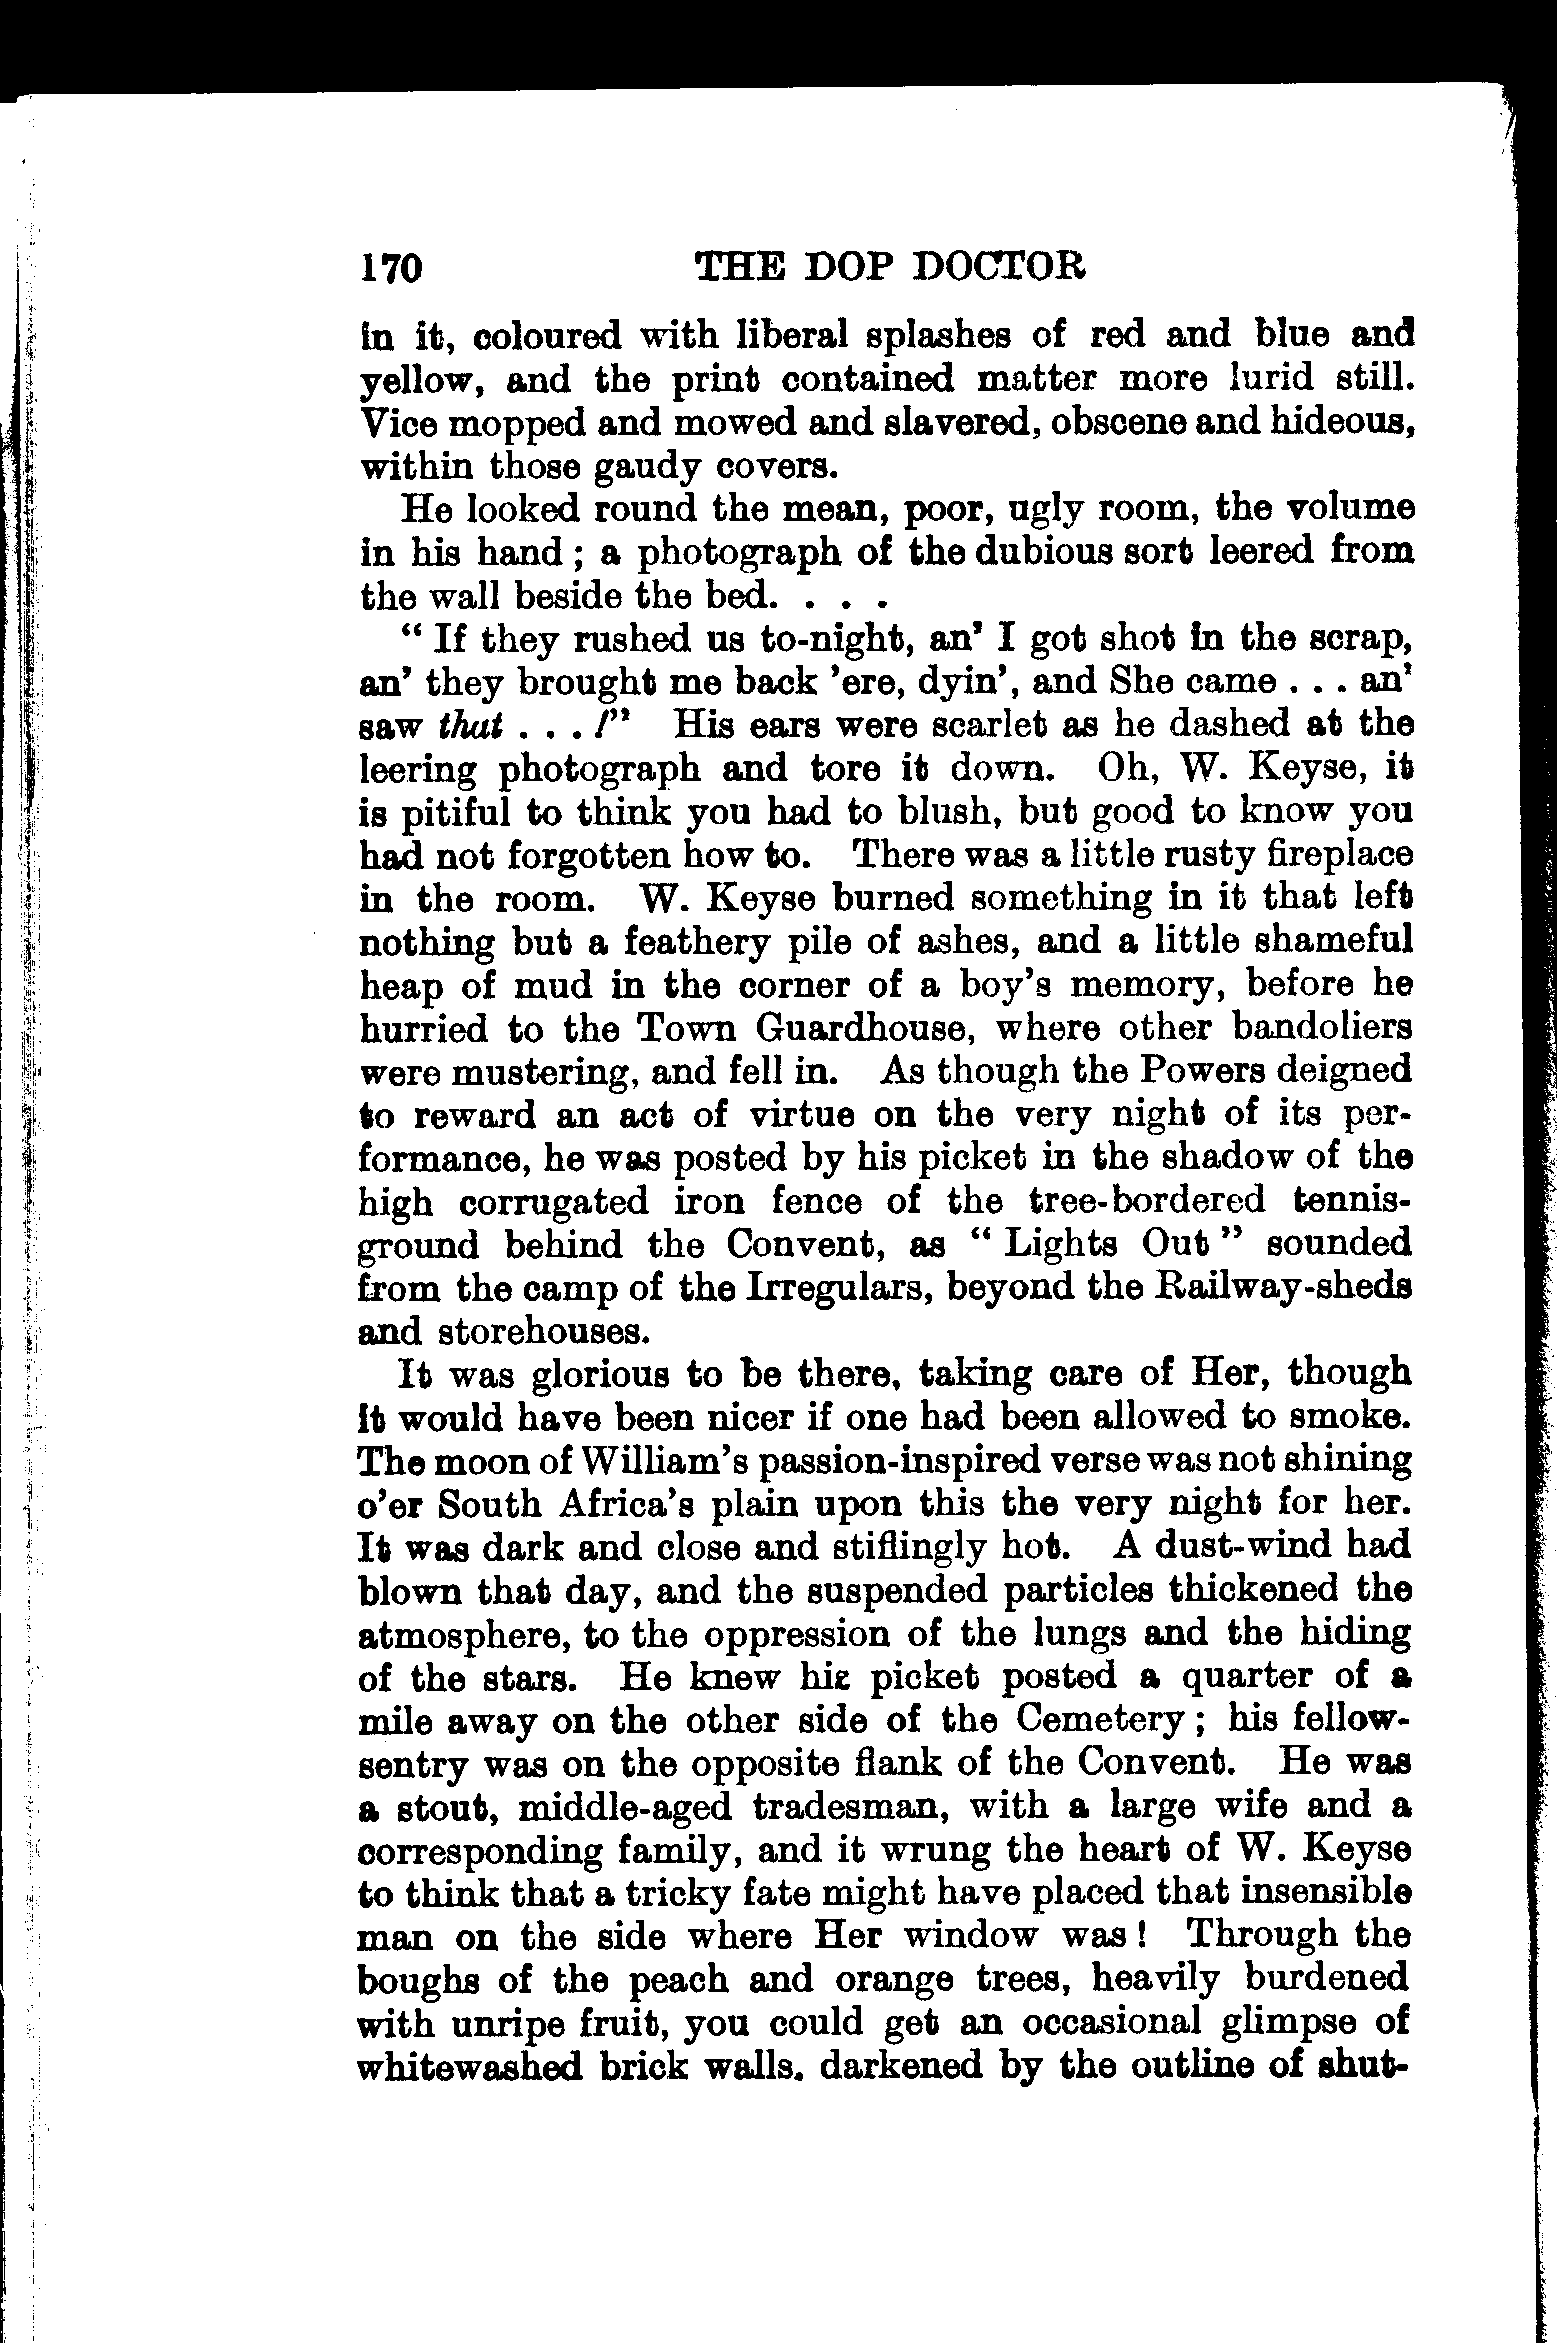 170 THE DOP DOCTOR
in it, coloured with liberal splashes of red and blue and
yellow, and the print contained matter more lurid still.
Vice mopped and mowed and slavered, obscene and hideous,
within those gaudy covers.
He looked round the mean, poor, ugly room, the volume
in his hand ; a photograph of the dubious sort leered from
the wall beside the bed. . . .
“ If they rushed us to-night, an’ I got shot in the scrap,
an’ they brought me back ’ere, dyin’, and She came . . . an’
saw that . . . !” His ears were scarlet as he dashed at the
leering photograph and tore it down. Oh, W. Keyse, it
is pitiful to think you had to blush, but good to know you
had not forgotten how to. There was a little rusty fireplace
in the room. W. Keyse burned something in it that left
nothing but a feathery pile of ashes, and a little shameful
heap of mud in the corner of a boy’s memory, before he
hurried to the Town Guardhouse, where other bandoliers
were mustering, and fell in. As though the Powers deigned
to reward an act of virtue on the very night of its per-
formance, he was posted by his picket in the shadow of the
high corrugated iron fence of the tree-bordered tennis-
ground behind the Convent, as “ Lights Out ” sounded
from the camp of the Irregulars, beyond the Railway-sheds
and storehouses.
It was glorious to be there, taking care of Her, though
it would have been nicer if one had been allowed to smoke.
The moon of William’s passion-inspired verse was not shining
o’er South Africa’s plain upon this the very night for her.
It was dark and close and stiflingly hot. A dust-wind had
blown that day, and the suspended particles thickened the
atmosphere, to the oppression of the lungs and the hiding
of the stars. He knew his picket posted a quarter of a
mile away on the other side of the Cemetery ; his fellow-
sentry was on the opposite flank of the Convent. He was
a stout, middle-aged tradesman, with a large wife and a
corresponding family, and it wrung the heart of W. Keyse
to think that a tricky fate might have placed that insensible
man on the side where Her window was ! Through the
boughs of the peach and orange trees, heavily burdened
with unripe fruit, you could get an occasional glimpse of
whitewashed brick walls. darkened by the outline of shut-